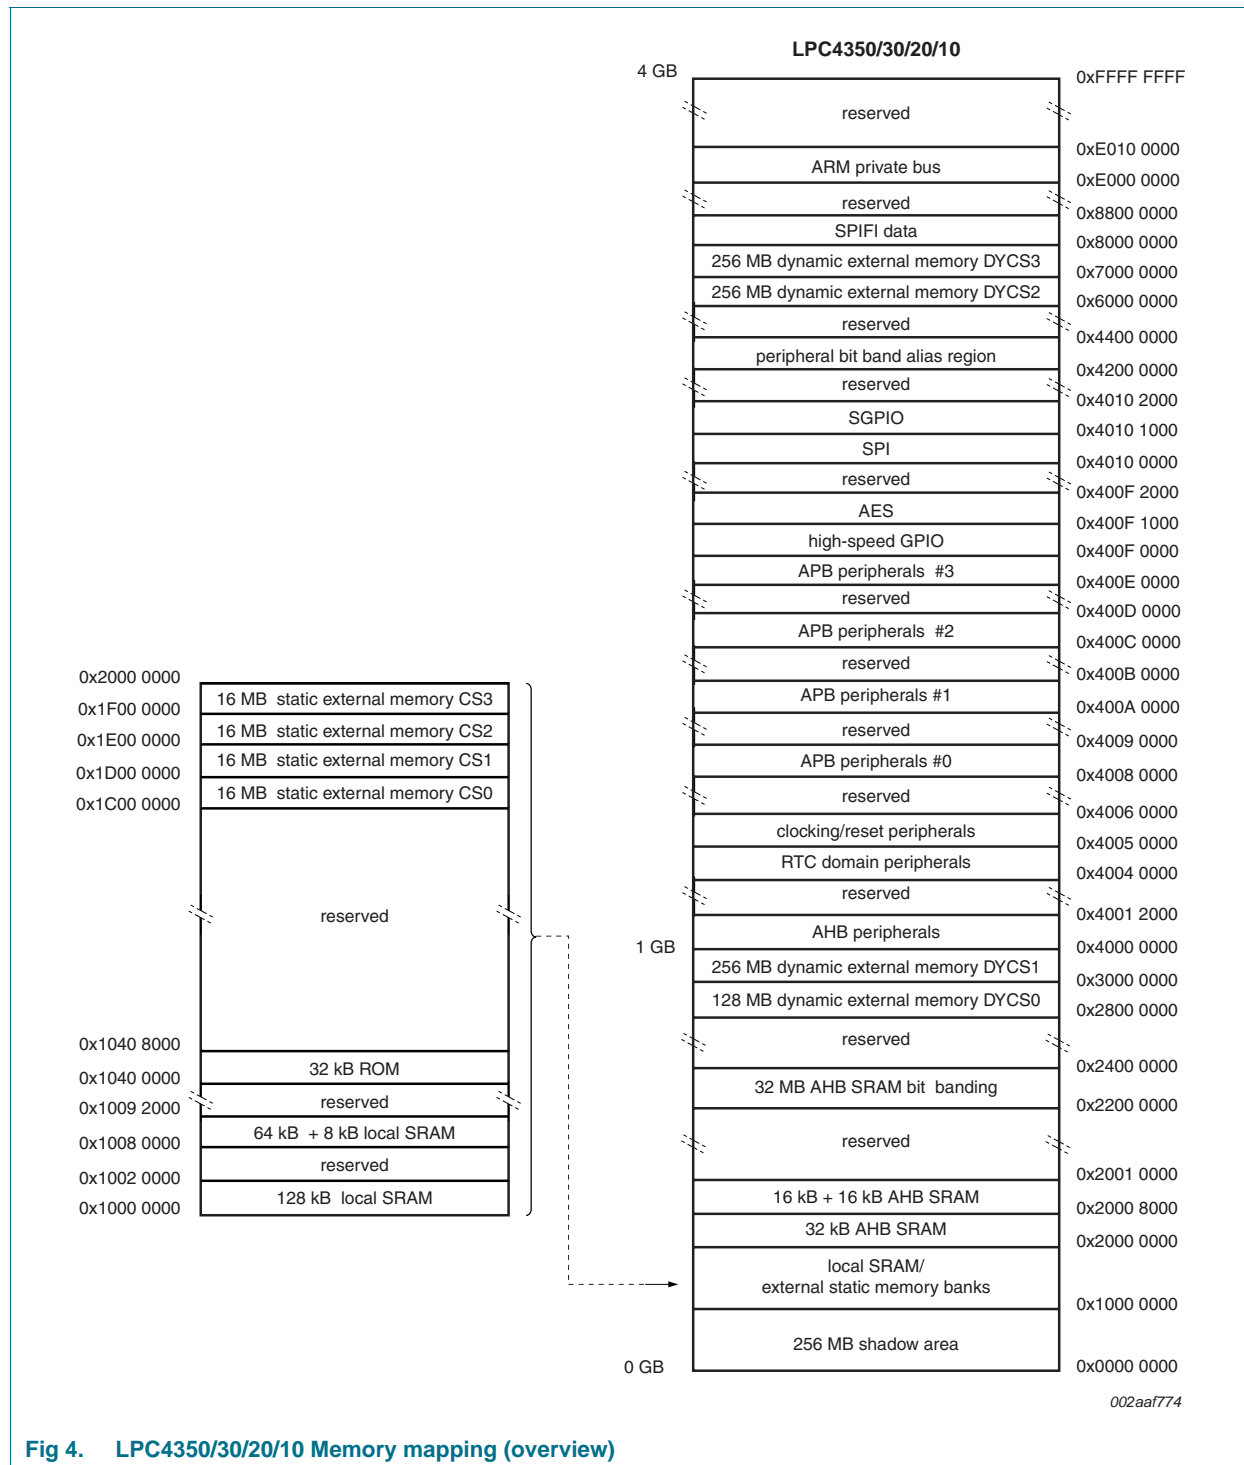 LPC4350/30/20/10
4 GB
0xFFFF FFFF
reserved
0xE010 0000
ARM private bus
0xE000 0000
reserved
0x8800 0000
SPIFI data
0x8000 0000
256 MB dynamic external memory DYCS3
0x7000 0000
256 MB dynamic external memory DYCS2
0x6000 0000
reserved
0x4400 0000
peripheral bit band alias region
0x4200 0000
reserved
0x4010 2000
SGPIO
0x4010 1000
SPI
0x4010 0000
reserved
0x400F 2000
AES
0x400F 1000
high-speed GPIO
0x400F 0000
APB peripherals #3
0x400E 0000
reserved
0x400D 0000
APB peripherals #2
0x400C 0000
reserved
0x400B 0000
APB peripherals #1
0x400A 0000
reserved
0x4009 0000
APB peripherals #0
0x4008 0000
reserved
0x4006 0000
clocking/reset peripherals
0x4005 0000
RTC domain peripherals
0x4004 0000
reserved
0x4001 2000
AHB peripherals
1 GB
0x4000 0000
256 MB dynamic external memory DYCS1
0x3000 0000
128 MB dynamic external memory DYCS0
0x2800 0000
reserved
0x2400 0000
32 MB AHB SRAM bit banding
0x2200 0000
reserved
0x2001 0000
16 kB + 16 kB AHB SRAM
0x2000 8000
32 kB AHB SRAM
0x2000 0000
local SRAM/
external static memory banks
0x1000 0000
256 MB shadow area
0 GB
0x0000 0000
0x2000 0000
16 MB static external memory CS3
0x1F00 0000
16 MB static external memory CS2
0x1E00 0000
16 MB static external memory CS1
0x1D00 0000
16 MB static external memory CS0
0x1C00 0000
reserved
0x1040 8000
32 kB ROM
0x1040 0000
reserved
0x1009 2000
64 kB + 8 kB local SRAM
0x1008 0000
reserved
0x1002 0000
128 kB local SRAM
0x1000 0000
002aaf774
Fig 4. LPC4350/30/20/10 Memory mapping (overview)